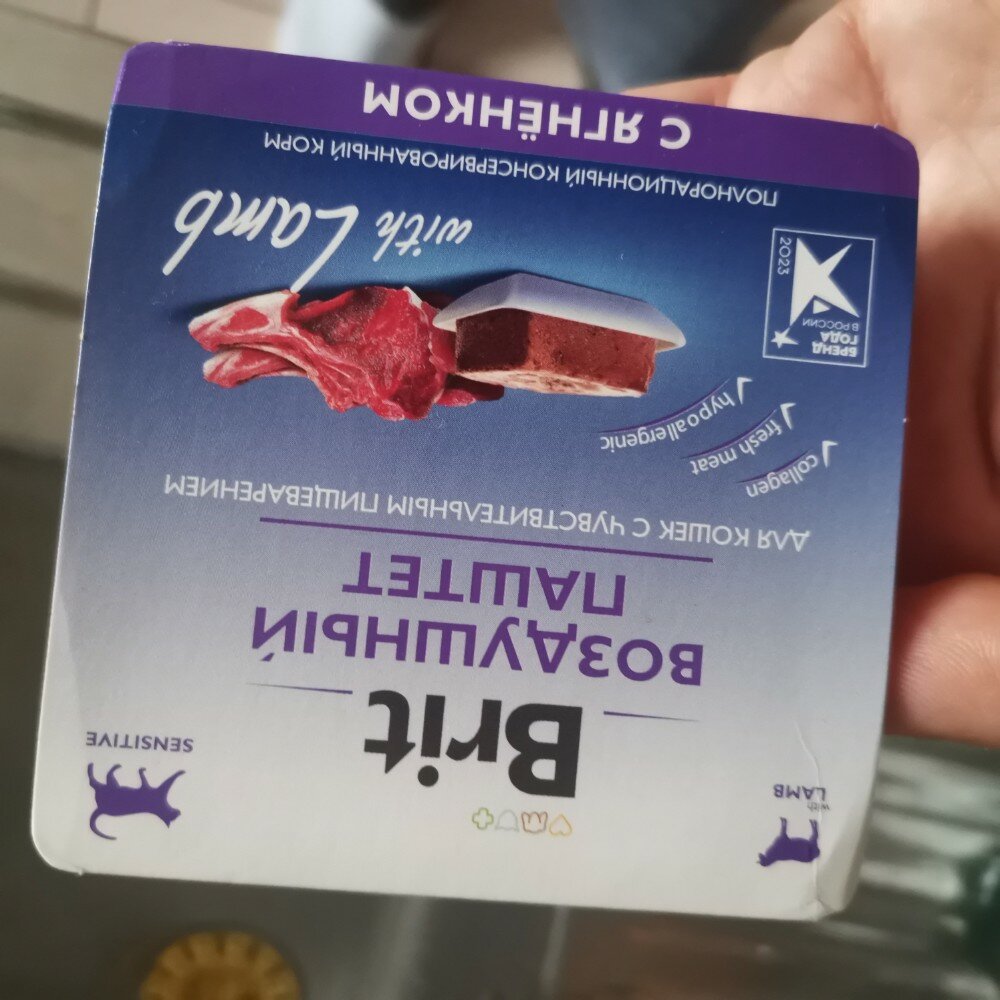 with
LAMB
Brit
SENSITIVE
ВОЗДУШНЫЙ
ПАШТЕТ
ДЛЯ КОШЕК С ЧУВСТВИТЕЛЬНЫМ ПИЩЕВАРЕНИЕМ
collagen
fresh meat
hypoallergenic
БРЕНД
ГОДА
В РОССИИ
2023
with Lamb
ПОЛНОРАЦИОННЫЙ КОНСЕРВИРОВАННЫЙ КОРМ
С ЯГНЁНКОМ